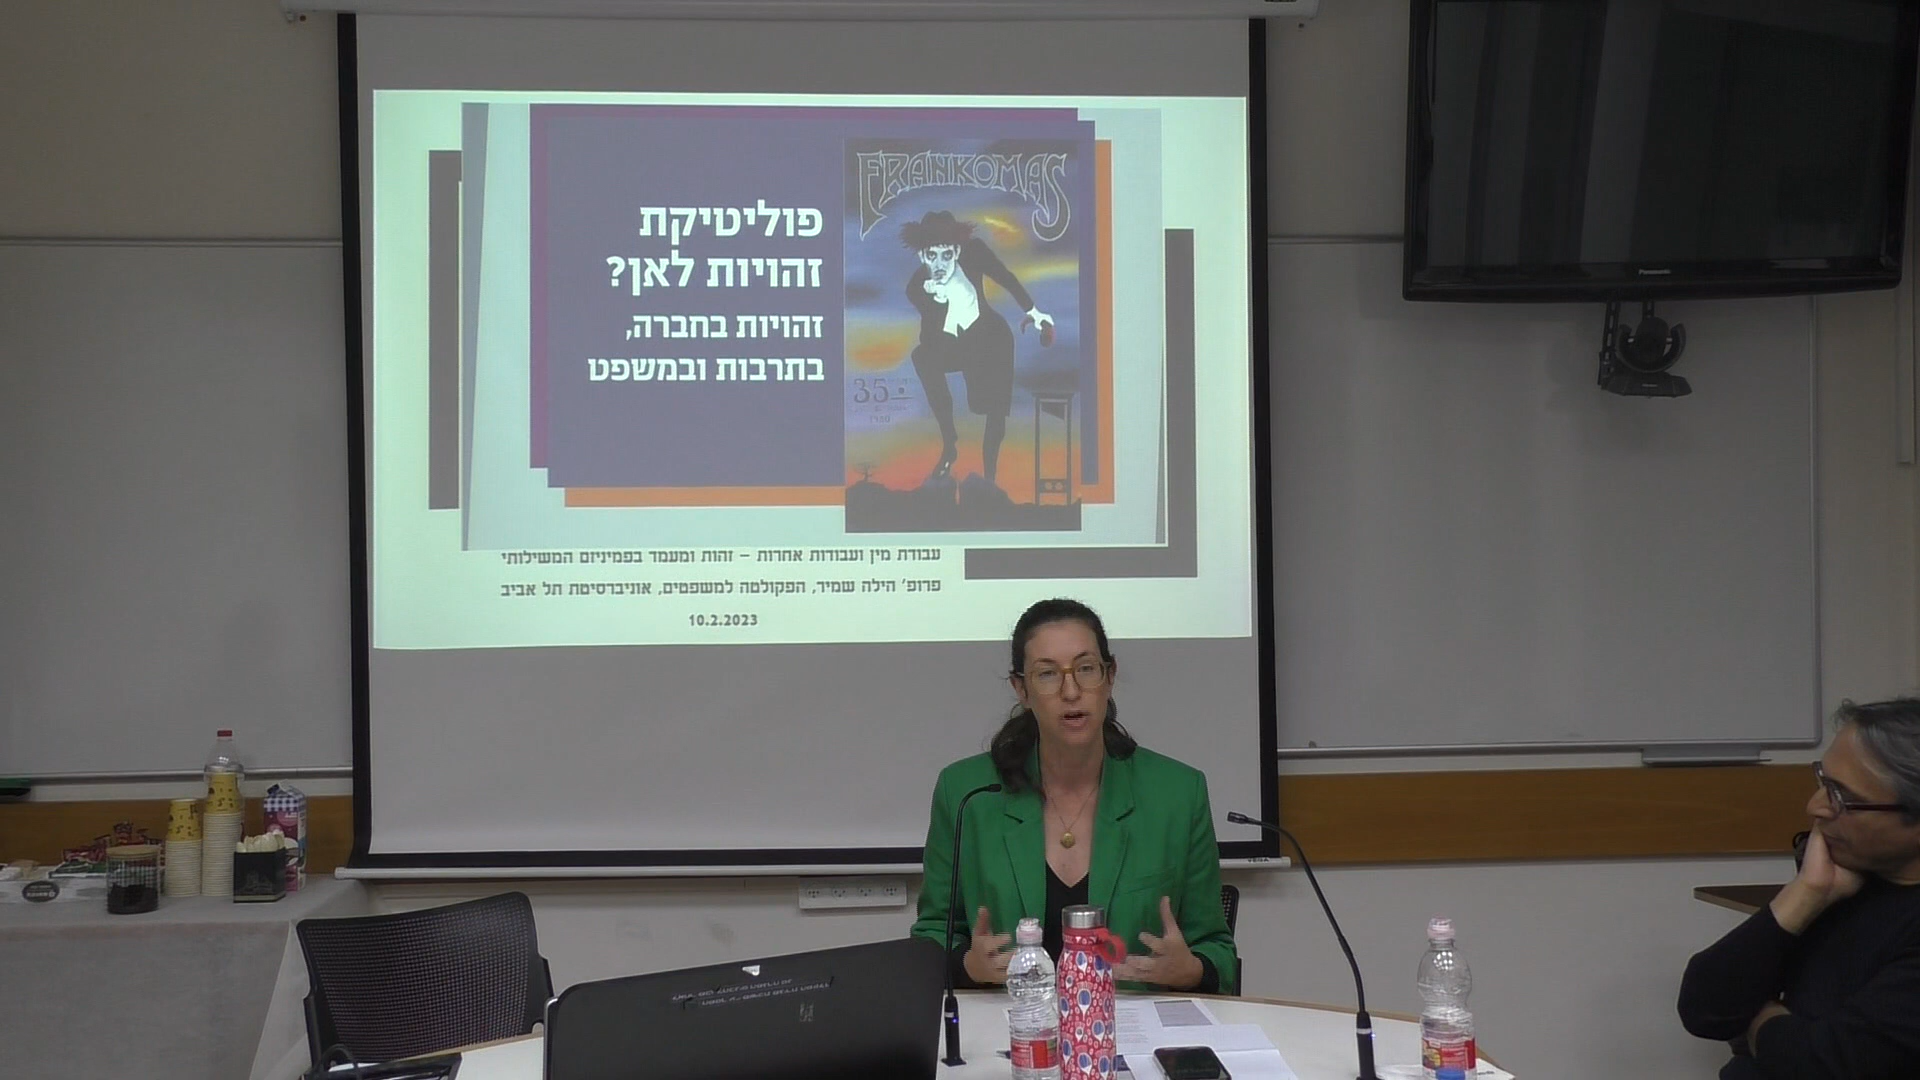 FRANKOMAS
פוליטיקת
זהויות לאן?
זהויות בחברה,
בתרבות ובמשפט
35
עבודת מין ועבודות אחרות – זהות ומעמד בפמיניזם המשילותי
פרופ' הילה שמיר, הפקולטה למשפטים, אוניברסיטת תל אביב
10.2.2023
Panasonic
VEGA